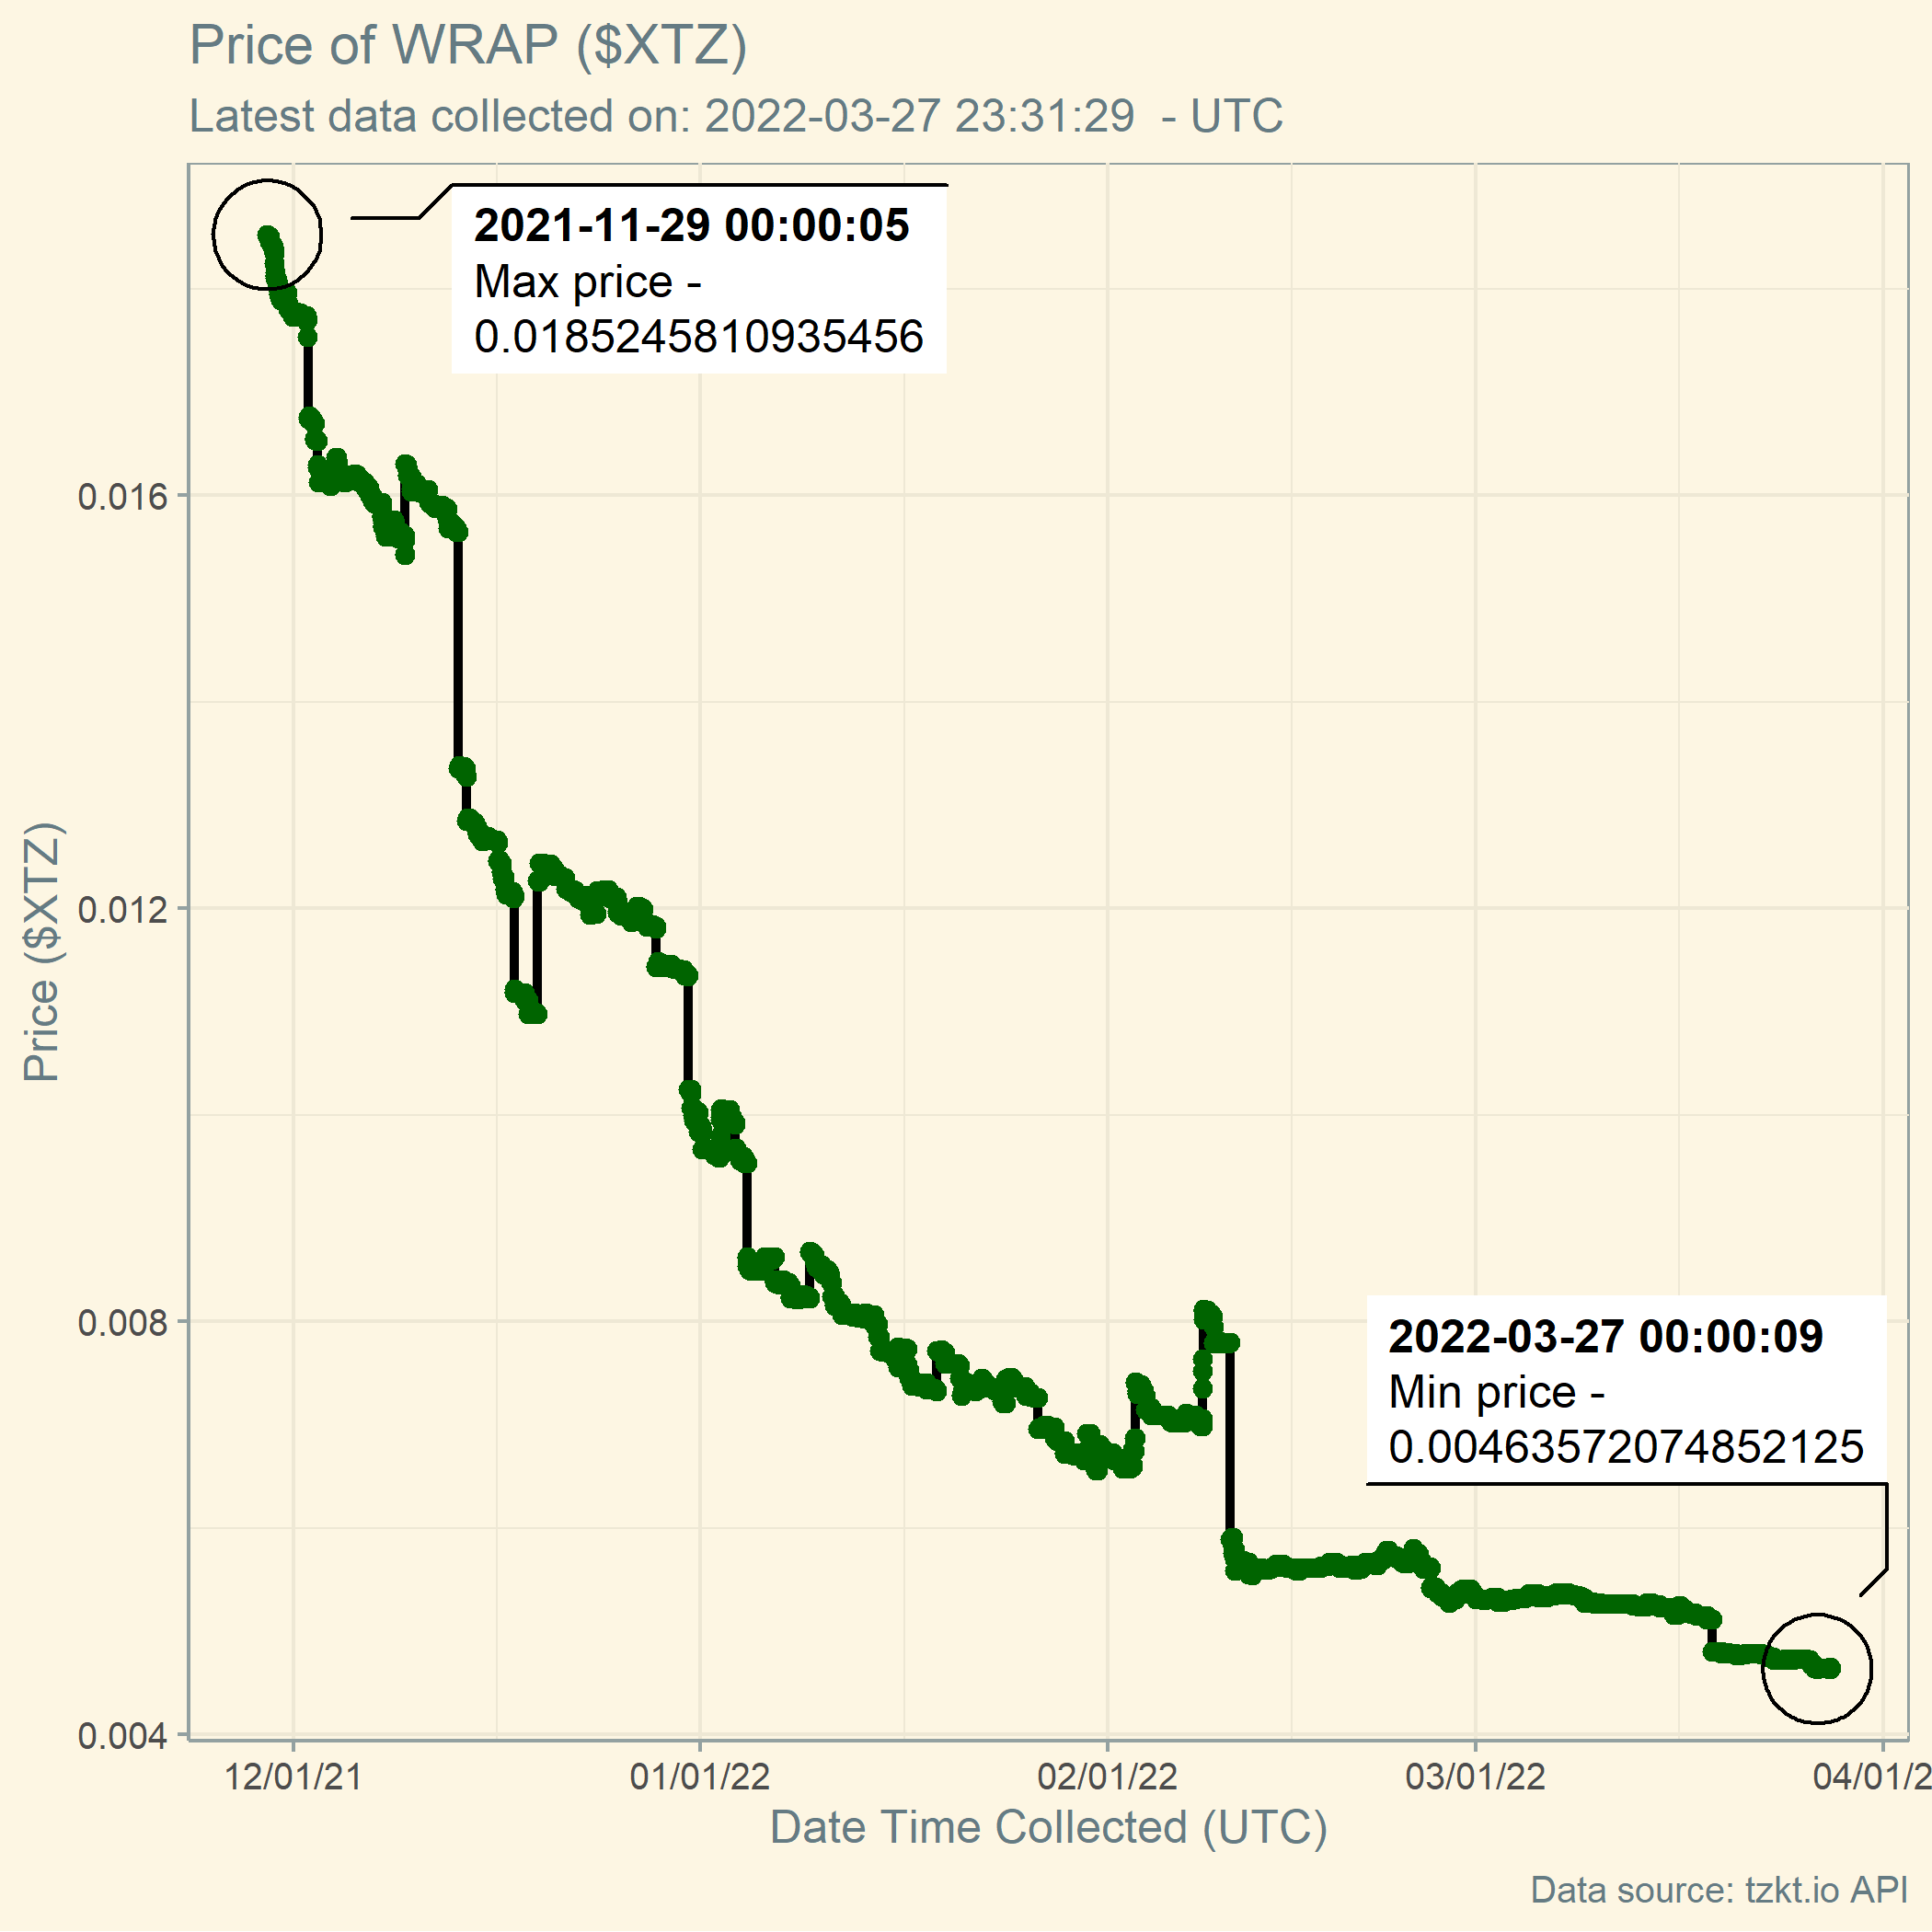 Price of WRAP ($XTZ)
Latest data collected on: 2022-03-27 23:31:29  - UTC
2021-11-29 00:00:05
Max price -
0.0185245810935456
0.016
0.012
0.008
0.004
Price ($XTZ)
2022-03-27 00:00:09
Min price -
0.00463572074852125
12/01/21
01/01/22
02/01/22
03/01/22
04/01/2
Date Time Collected (UTC)
Data source: tzkt.io API